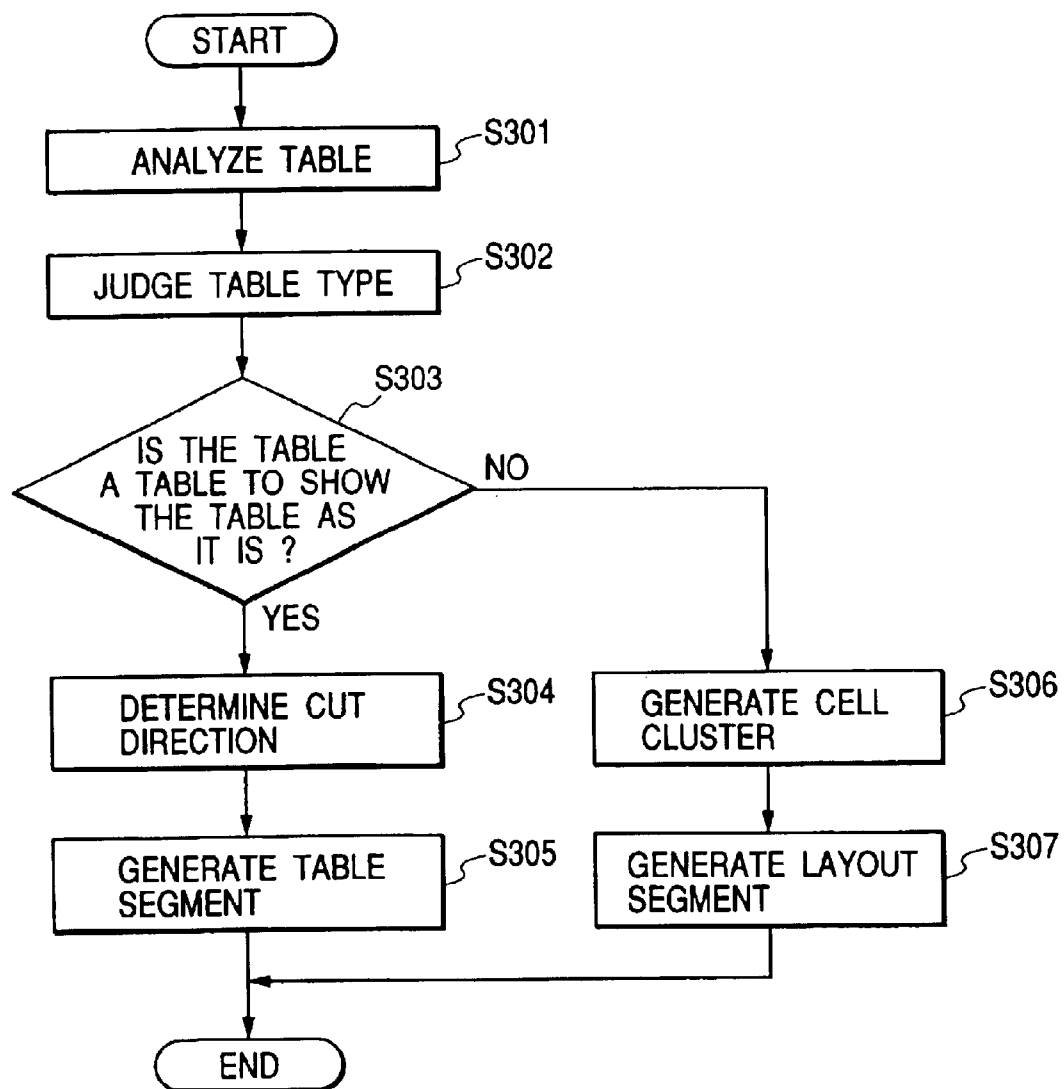 START
S301
ANALYZE TABLE
S302
JUDGE TABLE TYPE
S303
IS THE TABLE
A TABLE TO SHOW
THE TABLE AS
IT IS ?
NO
YES
S304
DETERMINE CUT
DIRECTION
S306
GENERATE CELL
CLUSTER
S305
GENERATE TABLE
SEGMENT
S307
GENERATE LAYOUT
SEGMENT
END